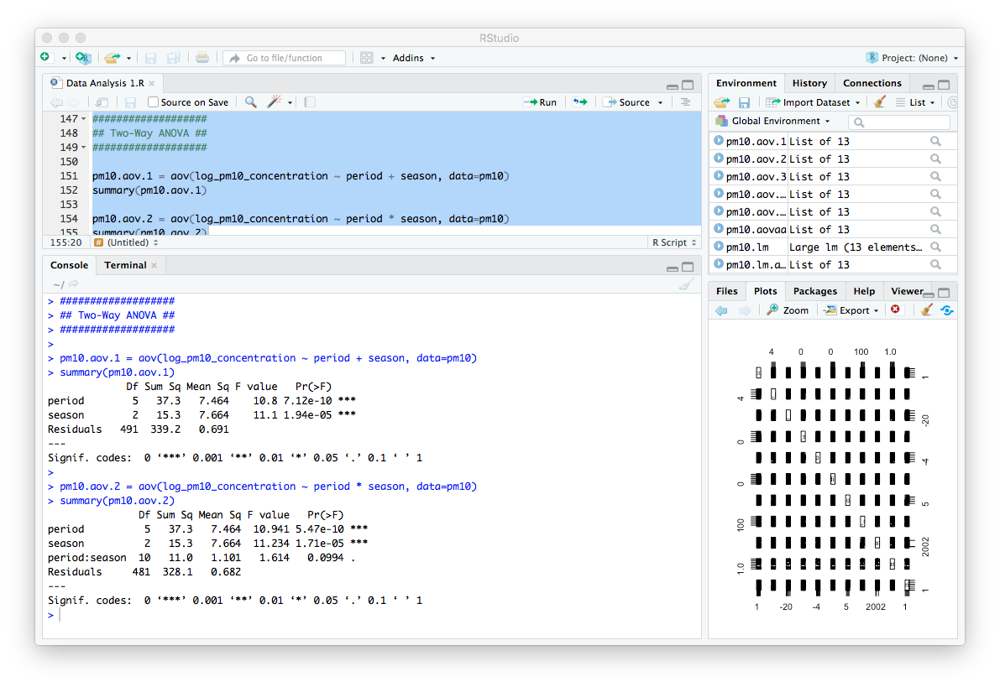 RStudio
Go to file/function Addins Project: (None)
Data Analysis 1.R
Source on Save Run Source
147 ###################
148 ## Two-Way ANOVA ##
149 ###################
150
151 pm10.aov.1 = aov(log_pm10_concentration ~ period + season, data=pm10)
152 summary(pm10.aov.1)
153
154 pm10.aov.2 = aov(log_pm10_concentration ~ period * season, data=pm10)
155 summary(pm10.aov.2)
155:20 # (Untitled) R Script
Console Terminal
~/
> ###################
> ## Two-Way ANOVA ##
> ###################
>
> pm10.aov.1 = aov(log_pm10_concentration ~ period + season, data=pm10)
> summary(pm10.aov.1)
Df Sum Sq Mean Sq F value Pr(>F)
period 5 37.3 7.464 10.8 7.12e-10 ***
season 2 15.3 7.664 11.1 1.94e-05 ***
Residuals 491 339.2 0.691
---
Signif. codes: 0 ‘***’ 0.001 ‘**’ 0.01 ‘*’ 0.05 ‘.’ 0.1 ‘ ’ 1
>
> pm10.aov.2 = aov(log_pm10_concentration ~ period * season, data=pm10)
> summary(pm10.aov.2)
Df Sum Sq Mean Sq F value Pr(>F)
period 5 37.3 7.464 10.941 5.47e-10 ***
season 2 15.3 7.664 11.234 1.71e-05 ***
period:season 10 11.0 1.101 1.614 0.0994 .
Residuals 481 328.1 0.682
---
Signif. codes: 0 ‘***’ 0.001 ‘**’ 0.01 ‘*’ 0.05 ‘.’ 0.1 ‘ ’ 1
>
Environment History Connections
Import Dataset List
Global Environment
pm10.aov.1 List of 13
pm10.aov.2 List of 13
pm10.aov.3 List of 13
pm10.aov.… List of 13
pm10.aov.… List of 13
pm10.aovaa List of 13
pm10.lm Large lm (13 elements…
pm10.lm.a… List of 13
Files Plots Packages Help Viewer
Zoom Export
4 0 0 100 1.0
1
4
-20
0
-4
0
5
100
2002
1.0
1
1 -20 -4 5 2002 1